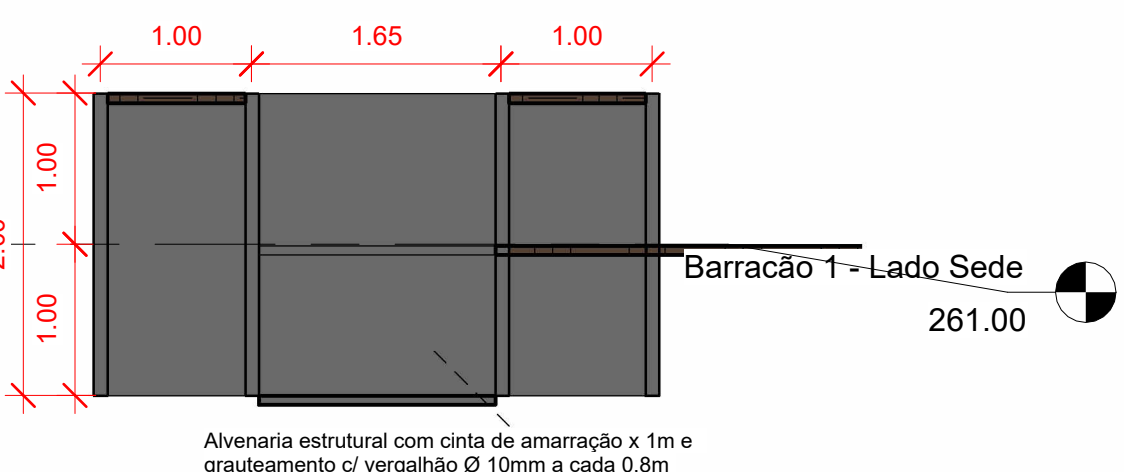 1.00 1.65 1.00
1.00
1.00
Barracão 1 - Lado Sede
261.00
Alvenaria estrutural com cinta de amarração x 1m e
grauteamento c/ vergalhão Ø 10mm a cada 0.8m